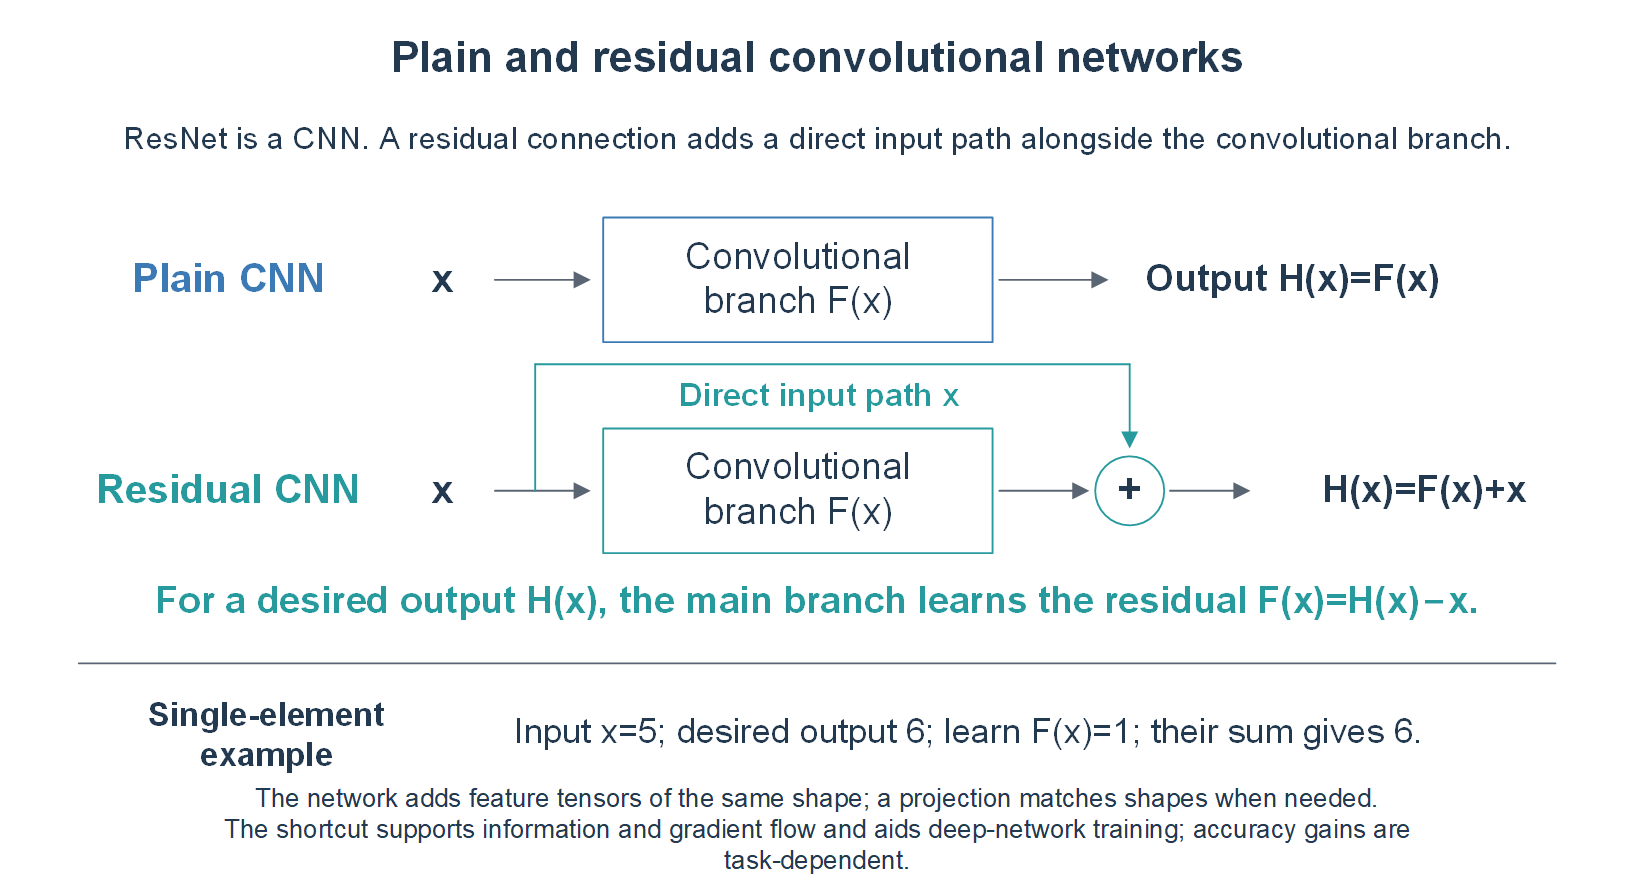 Plain and residual convolutional networks
ResNet is a CNN. A residual connection adds a direct input path alongside the convolutional branch.
Plain CNN x Convolutional branch F(x) Output H(x)=F(x)
Direct input path x
Residual CNN x Convolutional branch F(x) + H(x)=F(x)+x
For a desired output H(x), the main branch learns the residual F(x)=H(x)−x.
Single-element
example
Input x=5; desired output 6; learn F(x)=1; their sum gives 6.
The network adds feature tensors of the same shape; a projection matches shapes when needed.
The shortcut supports information and gradient flow and aids deep-network training; accuracy gains are
task-dependent.